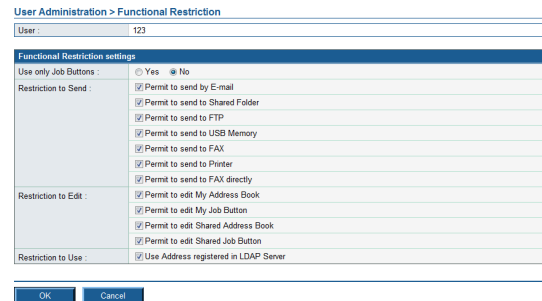 User Administration > Functional Restriction
User : 123
Functional Restriction settings
Use only Job Buttons : Yes No
Restriction to Send : Permit to send by E-mail
Permit to send to Shared Folder
Permit to send to FTP
Permit to send to USB Memory
Permit to send to FAX
Permit to send to Printer
Permit to send to FAX directly
Restriction to Edit : Permit to edit My Address Book
Permit to edit My Job Button
Permit to edit Shared Address Book
Permit to edit Shared Job Button
Restriction to Use : Use Address registered in LDAP Server
OK Cancel